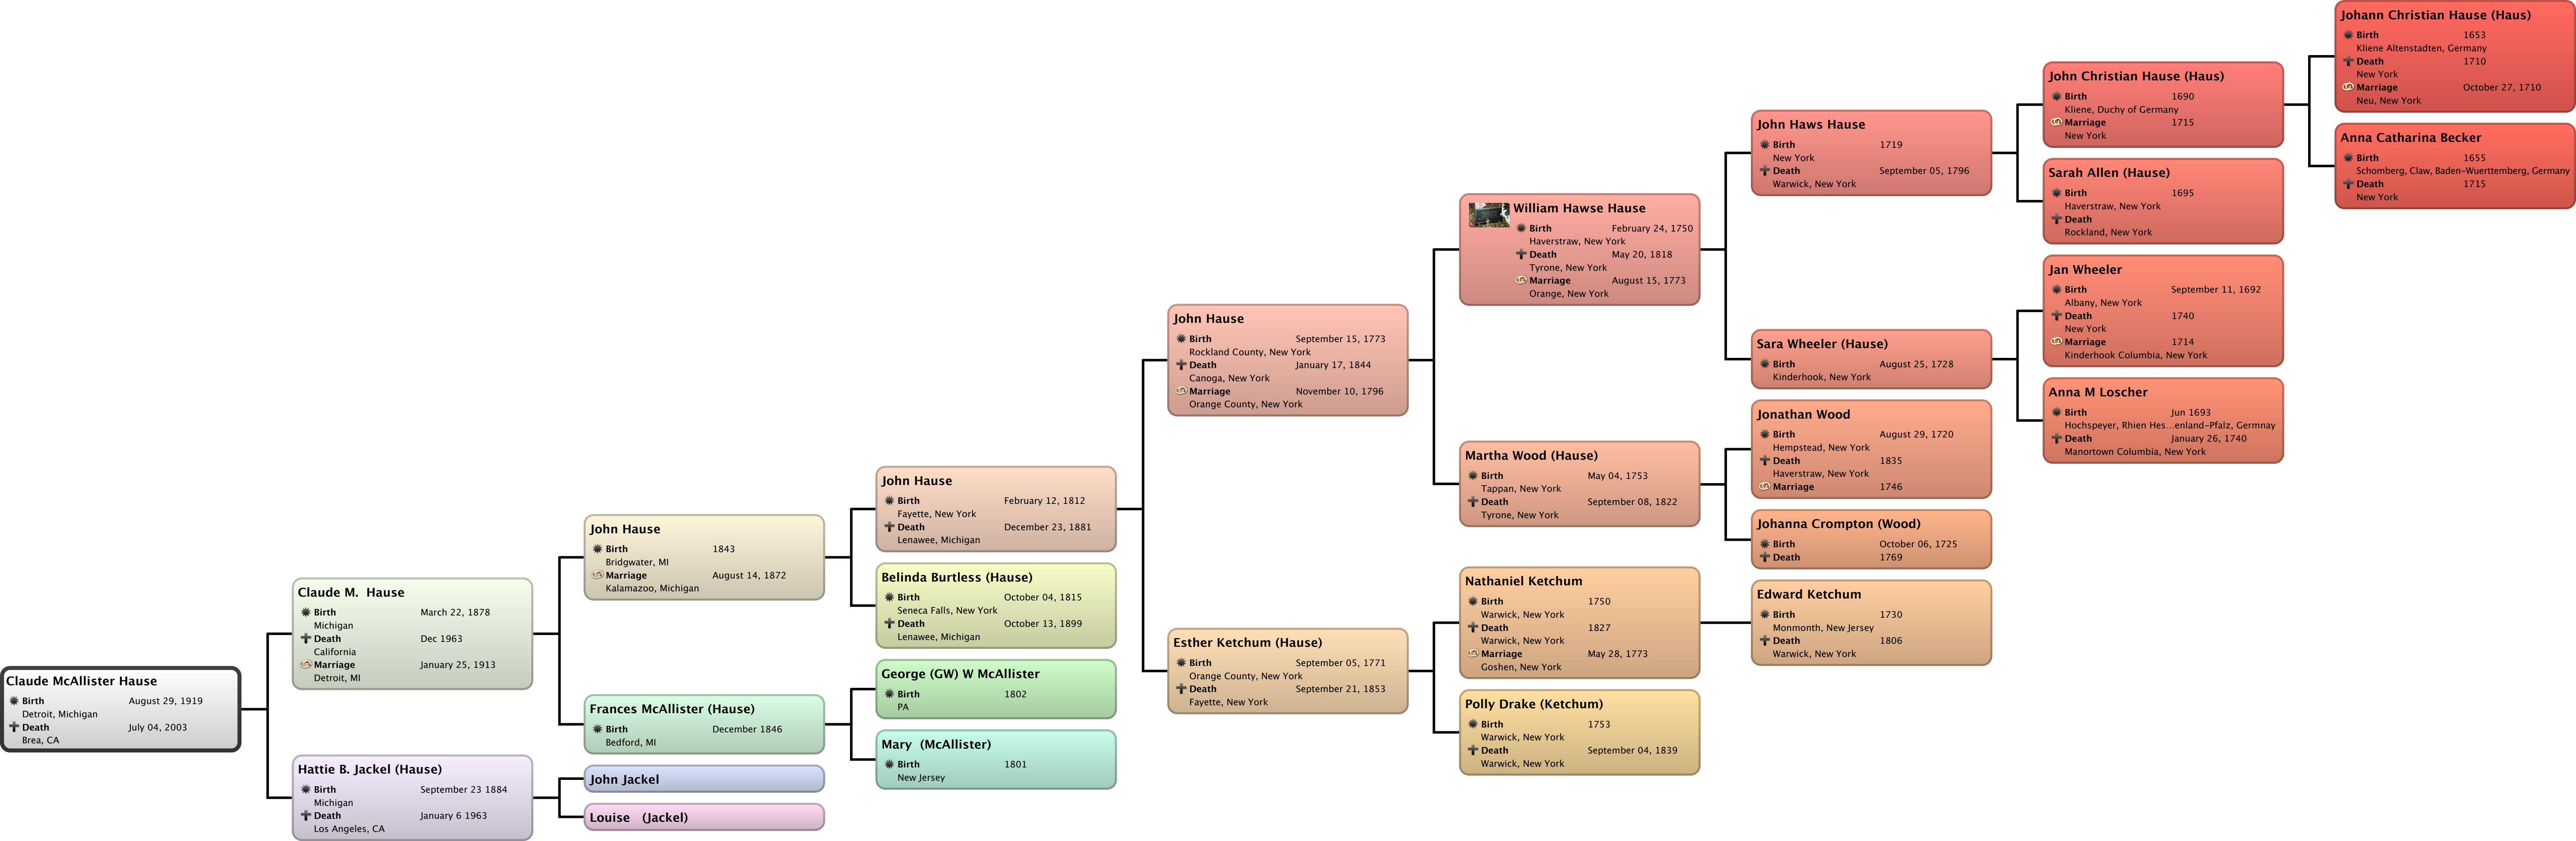 Claude McAllister Hause
Birth August 29, 1919
Detroit, Michigan
Death July 04, 2003
Brea, CA
Claude M.  Hause
Birth March 22, 1878
Michigan
Death Dec 1963
California
Marriage January 25, 1913
Detroit, MI
Hattie B. Jackel (Hause)
Birth September 23 1884
Michigan
Death January 6 1963
Los Angeles, CA
John Hause
Birth 1843
Bridgwater, MI
Marriage August 14, 1872
Kalamazoo, Michigan
Frances McAllister (Hause)
Birth December 1846
Bedford, MI
John Jackel
Louise   (Jackel)
John Hause
Birth February 12, 1812
Fayette, New York
Death December 23, 1881
Lenawee, Michigan
Belinda Burtless (Hause)
Birth October 04, 1815
Seneca Falls, New York
Death October 13, 1899
Lenawee, Michigan
George (GW) W McAllister
Birth 1802
PA
Mary  (McAllister)
Birth 1801
New Jersey
John Hause
Birth September 15, 1773
Rockland County, New York
Death January 17, 1844
Canoga, New York
Marriage November 10, 1796
Orange County, New York
Esther Ketchum (Hause)
Birth September 05, 1771
Orange County, New York
Death September 21, 1853
Fayette, New York
William Hawse Hause
Birth February 24, 1750
Haverstraw, New York
Death May 20, 1818
Tyrone, New York
Marriage August 15, 1773
Orange, New York
Martha Wood (Hause)
Birth May 04, 1753
Tappan, New York
Death September 08, 1822
Tyrone, New York
Nathaniel Ketchum
Birth 1750
Warwick, New York
Death 1827
Warwick, New York
Marriage May 28, 1773
Goshen, New York
Polly Drake (Ketchum)
Birth 1753
Warwick, New York
Death September 04, 1839
Warwick, New York
John Haws Hause
Birth 1719
New York
Death September 05, 1796
Warwick, New York
Sara Wheeler (Hause)
Birth August 25, 1728
Kinderhook, New York
Jonathan Wood
Birth August 29, 1720
Hempstead, New York
Death 1835
Haverstraw, New York
Marriage 1746
Johanna Crompton (Wood)
Birth October 06, 1725
Death 1769
Edward Ketchum
Birth 1730
Monmonth, New Jersey
Death 1806
Warwick, New York
John Christian Hause (Haus)
Birth 1690
Kliene, Duchy of Germany
Marriage 1715
New York
Sarah Allen (Hause)
Birth 1695
Haverstraw, New York
Death
Rockland, New York
Jan Wheeler
Birth September 11, 1692
Albany, New York
Death 1740
New York
Marriage 1714
Kinderhook Columbia, New York
Anna M Loscher
Birth Jun 1693
Hochspeyer, Rhien Hes...enland-Pfalz, Germnay
Death January 26, 1740
Manortown Columbia, New York
Johann Christian Hause (Haus)
Birth 1653
Kliene Altenstadten, Germany
Death 1710
New York
Marriage October 27, 1710
Neu, New York
Anna Catharina Becker
Birth 1655
Schomberg, Claw, Baden-Wuerttemberg, Germany
Death 1715
New York